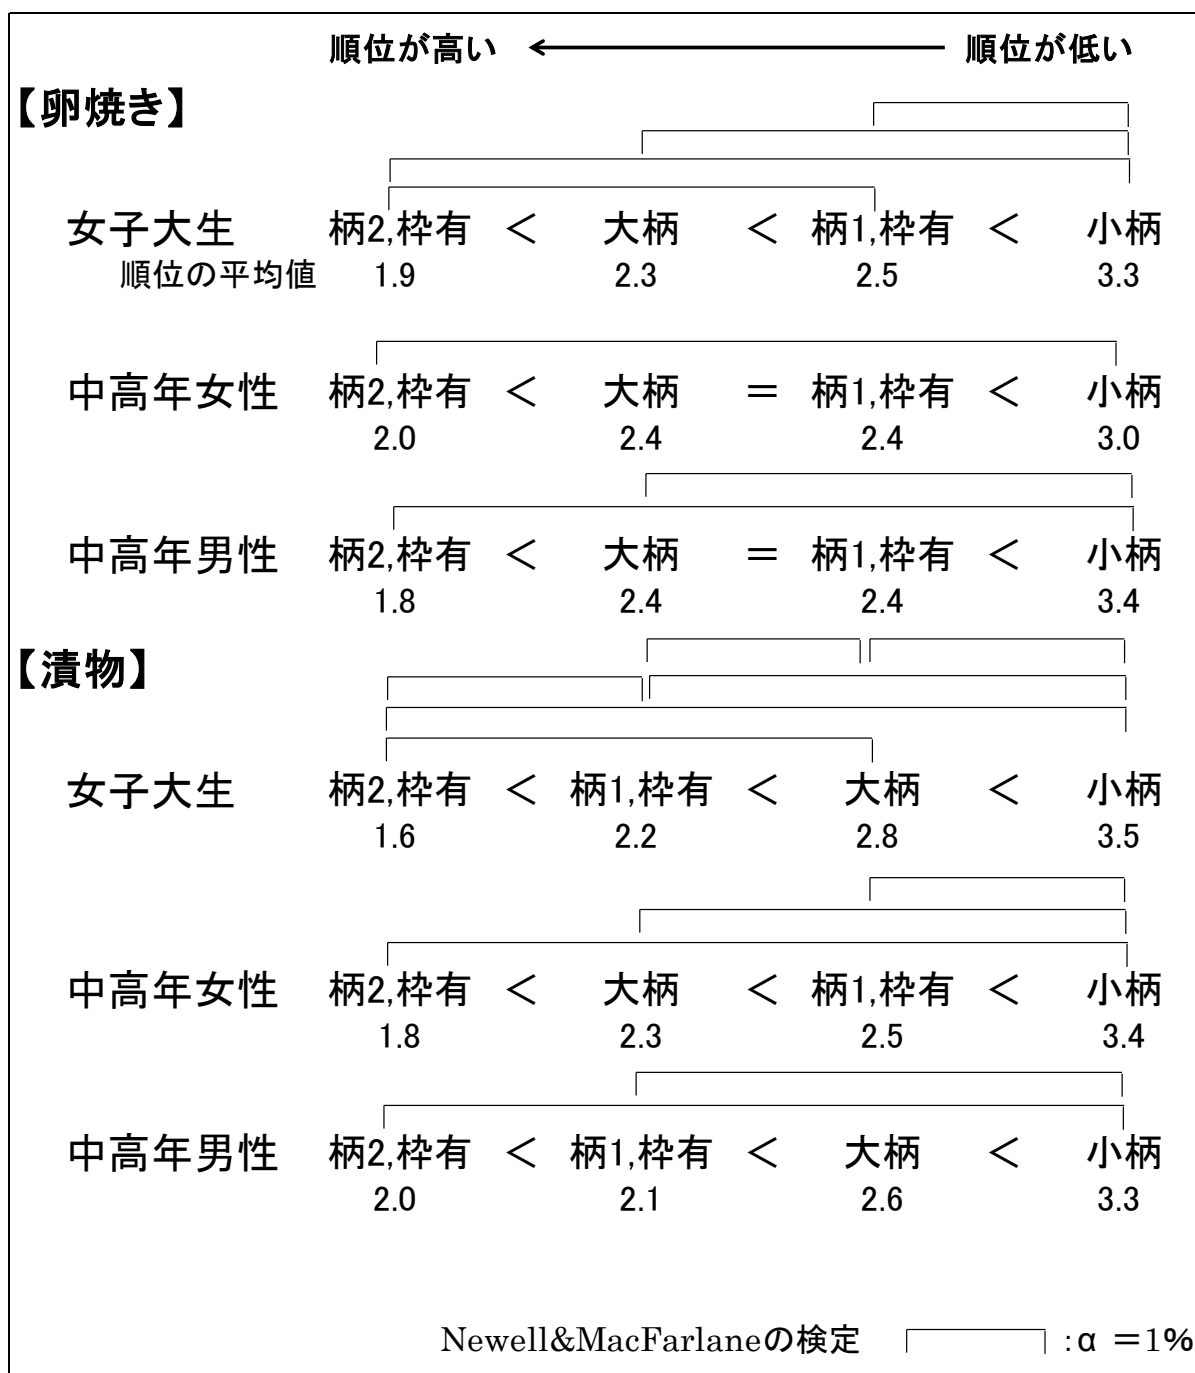 順位が高い ← 順位が低い
【卵焼き】
女子大生 柄2,枠有 ＜ 大柄 ＜ 柄1,枠有 ＜ 小柄
順位の平均値 1.9 2.3 2.5 3.3
中高年女性 柄2,枠有 ＜ 大柄 ＝ 柄1,枠有 ＜ 小柄
2.0 2.4 2.4 3.0
中高年男性 柄2,枠有 ＜ 大柄 ＝ 柄1,枠有 ＜ 小柄
1.8 2.4 2.4 3.4
【漬物】
女子大生 柄2,枠有 ＜ 柄1,枠有 ＜ 大柄 ＜ 小柄
1.6 2.2 2.8 3.5
中高年女性 柄2,枠有 ＜ 大柄 ＜ 柄1,枠有 ＜ 小柄
1.8 2.3 2.5 3.4
中高年男性 柄2,枠有 ＜ 柄1,枠有 ＜ 大柄 ＜ 小柄
2.0 2.1 2.6 3.3
Newell&MacFarlaneの検定 :α ＝1%